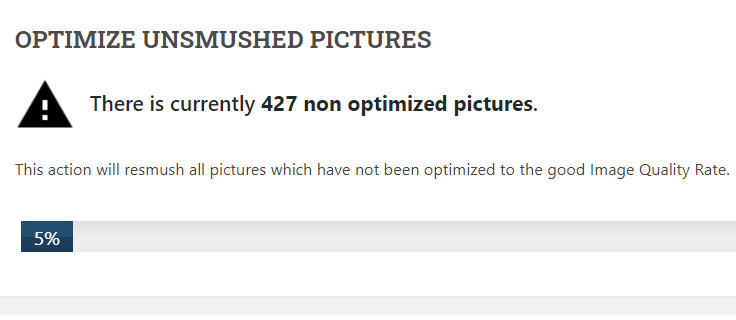 OPTIMIZE UNSMUSHED PICTURES
There is currently 427 non optimized pictures.
This action will resmush all pictures which have not been optimized to the good Image Quality Rate.
5%